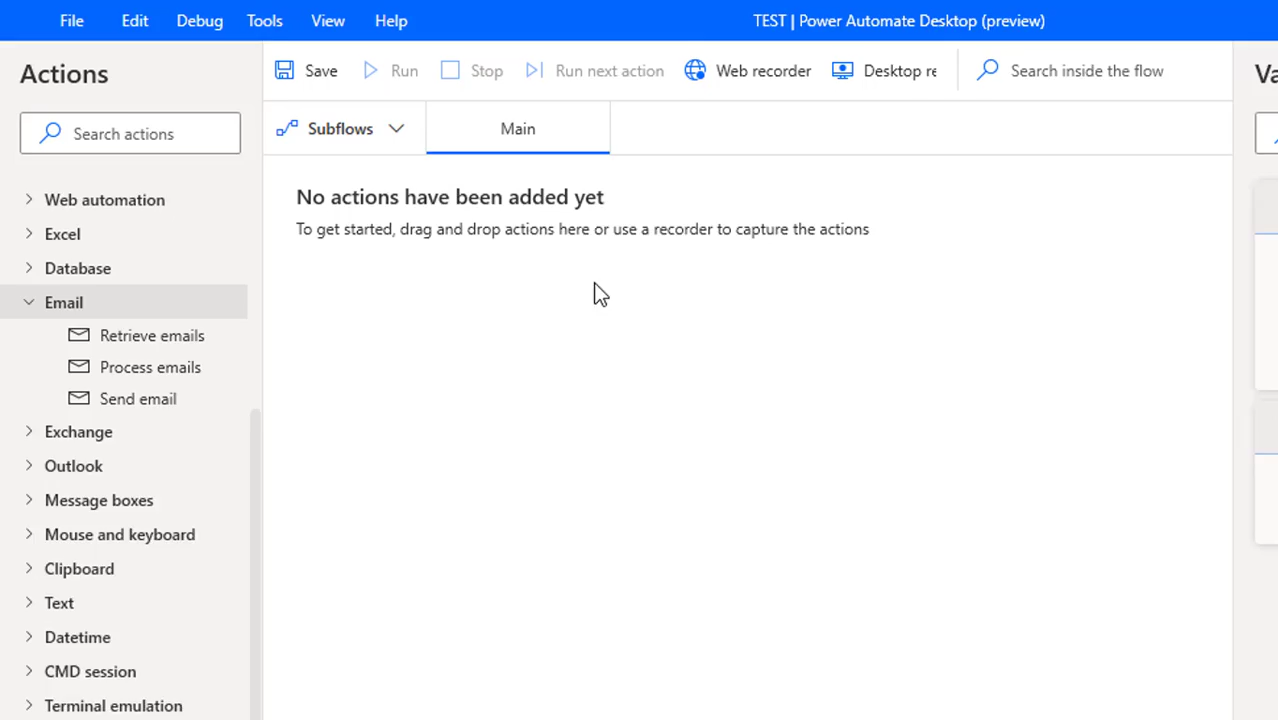 File Edit Debug Tools View Help TEST | Power Automate Desktop (preview)
Actions
Save Run Stop Run next action Web recorder Desktop re Search inside the flow
Va
Search actions
Subflows Main
No actions have been added yet
To get started, drag and drop actions here or use a recorder to capture the actions
Web automation
Excel
Database
Email
Retrieve emails
Process emails
Send email
Exchange
Outlook
Message boxes
Mouse and keyboard
Clipboard
Text
Datetime
CMD session
Terminal emulation